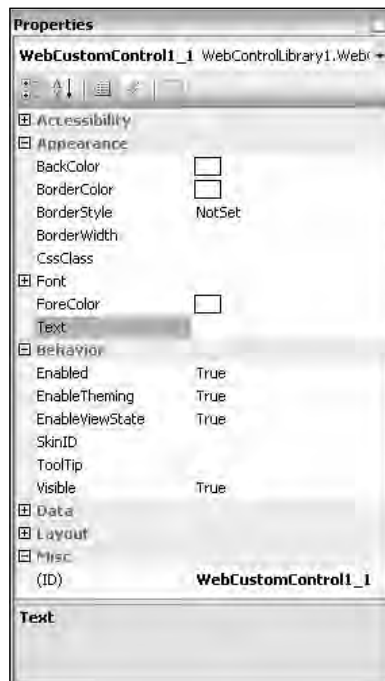 Properties
WebCustomControl1_1 WebControlLibrary1.Web
Accessibility
Appearance
BackColor
BorderColor
BorderStyle NotSet
BorderWidth
CssClass
Font
ForeColor
Text
Behavior
Enabled True
EnableTheming True
EnableViewState True
SkinID
ToolTip
Visible True
Data
Layout
Misc
(ID) WebCustomControl1_1
Text